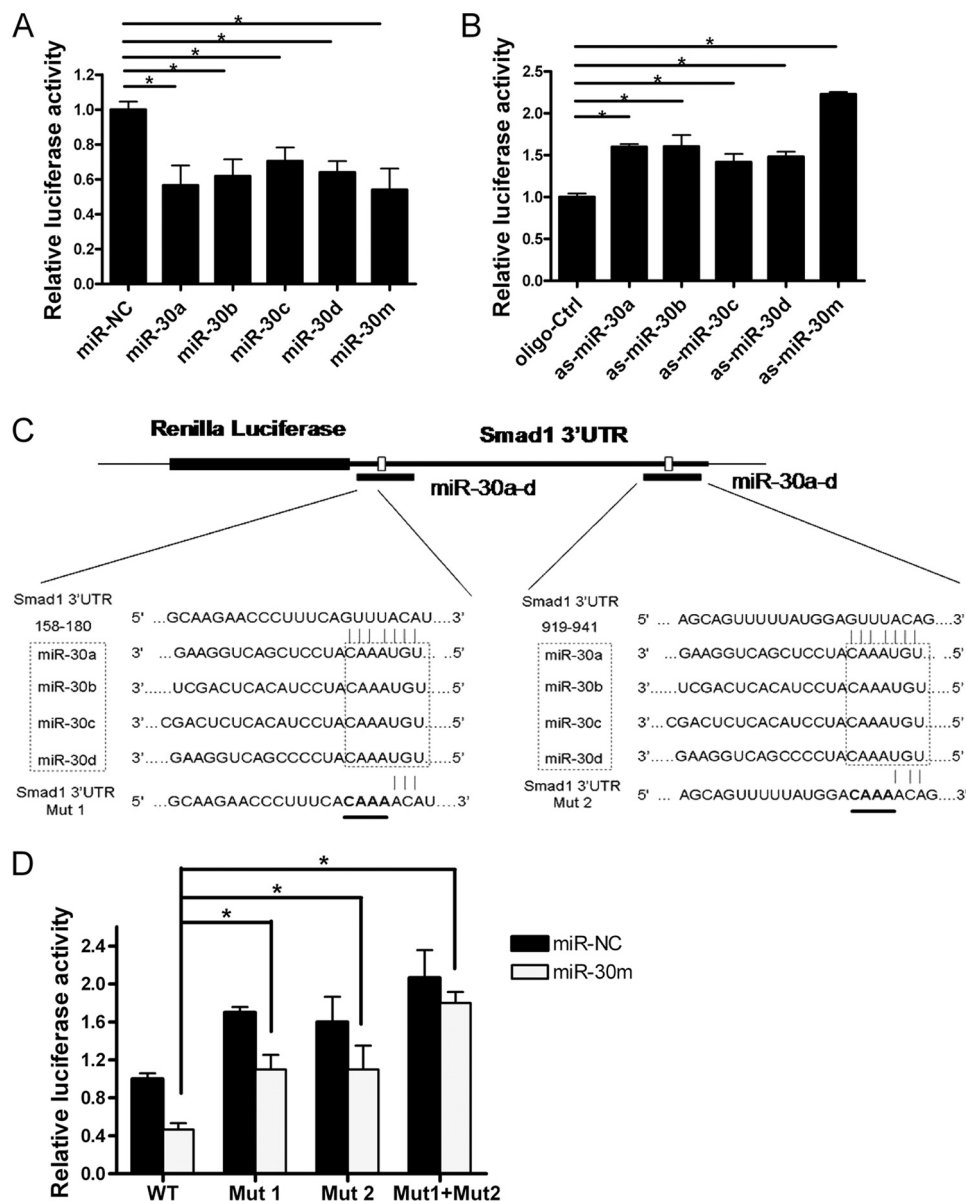 A
Relative luciferase activity
1.2
1.0
0.8
0.6
0.4
0.2
0.0
*
*
*
*
*
miR-NC
miR-30a
miR-30b
miR-30c
miR-30d
miR-30m
B
Relative luciferase activity
2.5
2.0
1.5
1.0
0.5
0.0
*
*
*
*
*
oligo-Ctrl
as-miR-30a
as-miR-30b
as-miR-30c
as-miR-30d
as-miR-30m
C
Renilla Luciferase
Smad1 3'UTR
miR-30a-d
miR-30a-d
Smad1 3'UTR
158-180
5' ...GCAAGAACCCUUUCAGUUUACAU....3'
miR-30a
3' ...GAAGGUCAGCUCCUACAAAUGU.. 5'
miR-30b
3'......UCGACUCACAUCCUACAAAUGU.....5'
miR-30c
3'...CGACUCUCACAUCCUACAAAUGU.....5'
miR-30d
3'.....GAAGGUCAGCCCCUACAAAUGU.....5'
Smad1 3'UTR
Mut 1
5' ...GCAAGAACCCUUUCACAAAACAU....3'
Smad1 3'UTR
919-941
5' ... AGCAGUUUUUAUGGAGUUUACAG....3'
miR-30a
3' ...GAAGGUCAGCUCCUACAAAUGU.. 5'
miR-30b
3'......UCGACUCACAUCCUACAAAUGU.....5'
miR-30c
3'...CGACUCUCACAUCCUACAAAUGU.....5'
miR-30d
3'.....GAAGGUCAGCCCCUACAAAUGU.....5'
Smad1 3'UTR
Mut 2
5' ... AGCAGUUUUUAUGGACAAAACAG....3'
D
Relative luciferase activity
2.4
2.0
1.6
1.2
0.8
0.4
0.0
*
*
*
WT
Mut 1
Mut 2
Mut1+Mut2
miR-NC
miR-30m